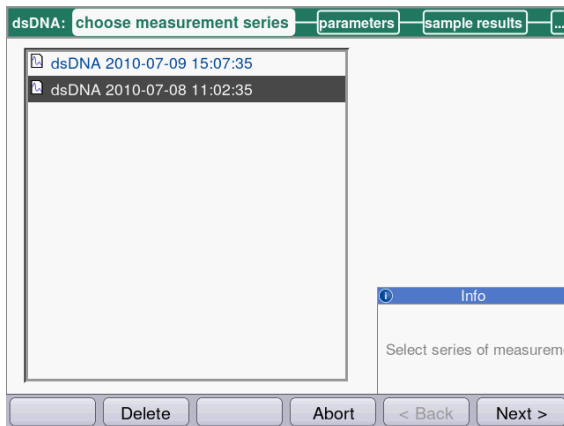 dsDNA: choose measurement series parameters sample results ...
dsDNA 2010-07-09 15:07:35
dsDNA 2010-07-08 11:02:35
Info
Select series of measurem
Delete Abort < Back Next >